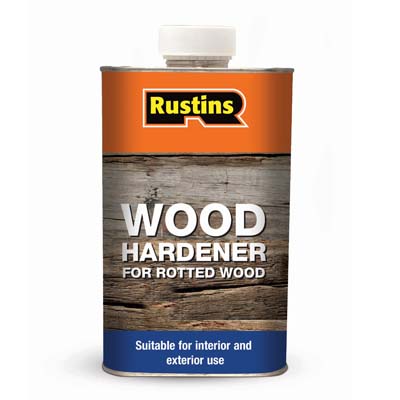 Rustins
WOOD
HARDENER
FOR ROTTED WOOD
Suitable for interior and
exterior use